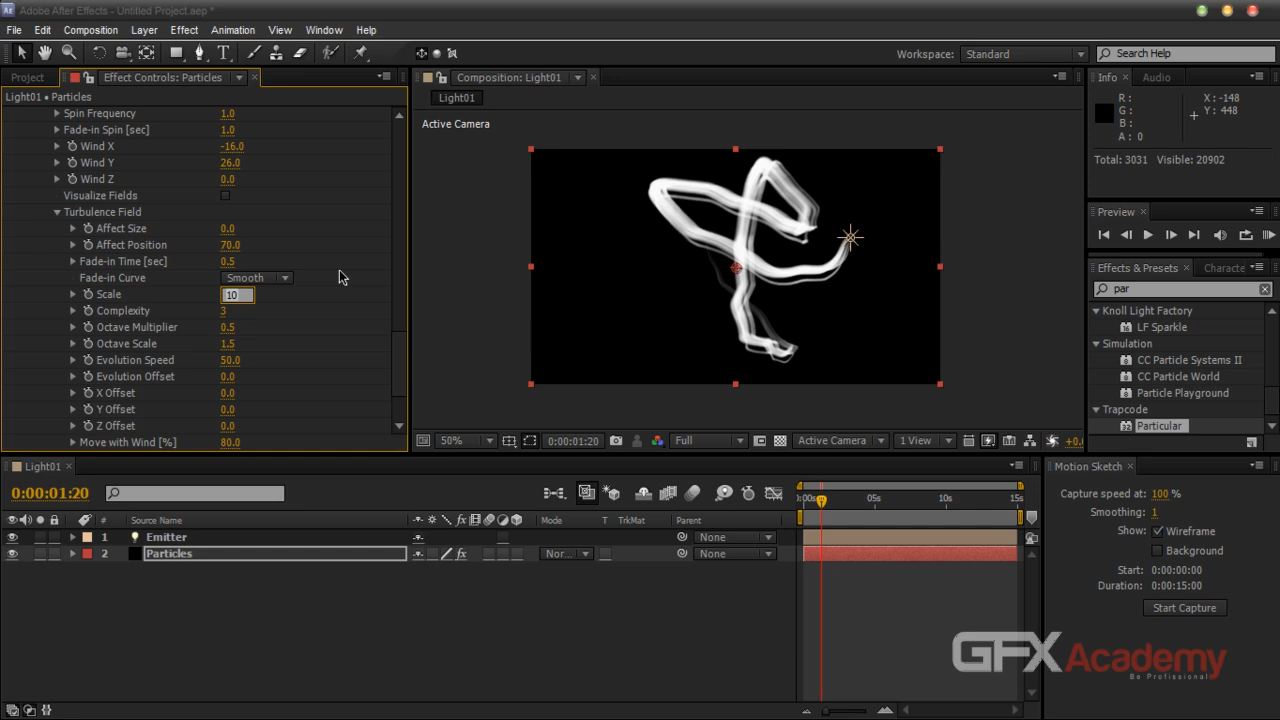 Adobe After Effects - Untitled Project.aep *
File Edit Composition Layer Effect Animation View Window Help
Workspace: Standard Search Help
Project Effect Controls: Particles
Light01 • Particles
Spin Frequency 1.0
Fade-in Spin [sec] 1.0
Wind X -16.0
Wind Y 26.0
Wind Z 0.0
Visualize Fields
Turbulence Field
Affect Size 0.0
Affect Position 70.0
Fade-in Time [sec] 0.5
Fade-in Curve Smooth
Scale 10
Complexity 3
Octave Multiplier 0.5
Octave Scale 1.5
Evolution Speed 50.0
Evolution Offset 0.0
X Offset 0.0
Y Offset 0.0
Z Offset 0.0
Move with Wind [%] 80.0
Composition: Light01
Light01
Active Camera
50% 0:00:01:20 Full Active Camera 1 View +0.0
Info Audio
R: X: -148
G: Y: 448
B:
A: 0
Total: 3031 Visible: 20902
Preview
Effects & Presets Characte
par
Knoll Light Factory
LF Sparkle
Simulation
CC Particle Systems II
CC Particle World
Particle Playground
Trapcode
Particular
Light01
0:00:01:20
# Source Name Mode T TrkMat Parent
1 Emitter None
2 Particles Nor... None
:00s 05s 10s 15s
Motion Sketch
Capture speed at: 100 %
Smoothing: 1
Show: Wireframe
Background
Start: 0:00:00:00
Duration: 0:00:15:00
Start Capture
GFX Academy
Be Profissional